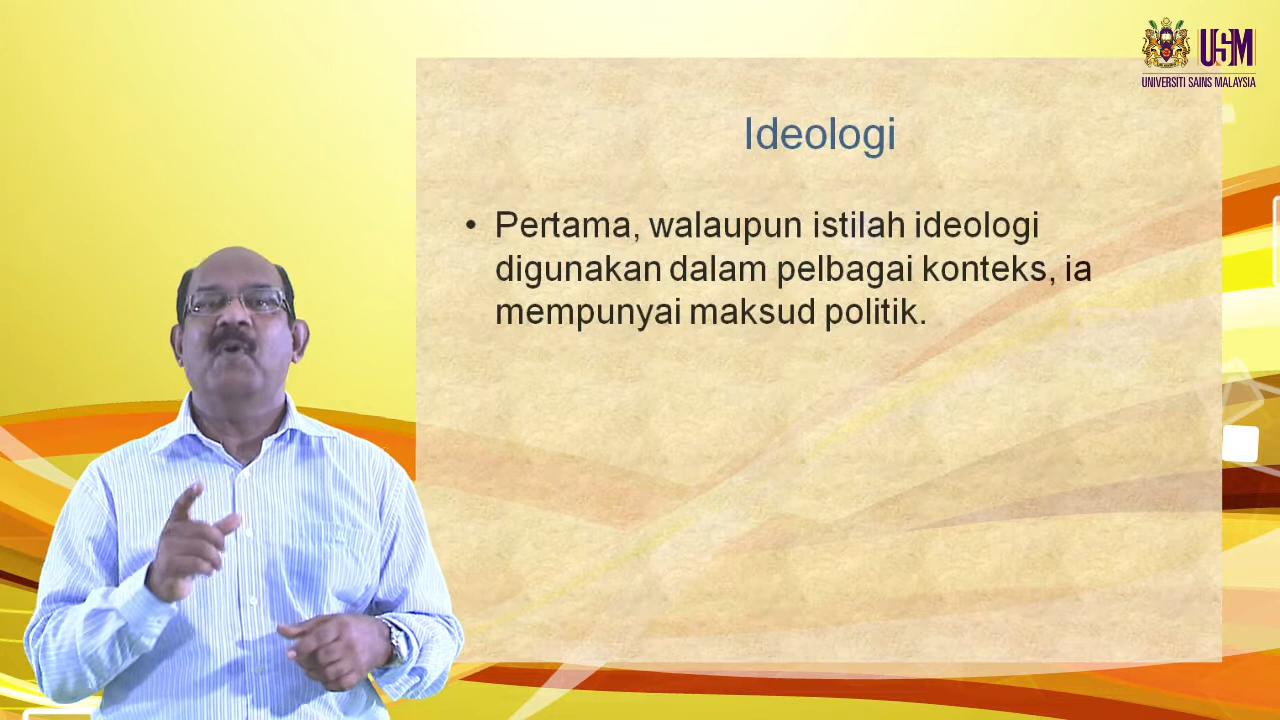 USM
UNIVERSITI SAINS MALAYSIA
Ideologi
• Pertama, walaupun istilah ideologi
digunakan dalam pelbagai konteks, ia
mempunyai maksud politik.